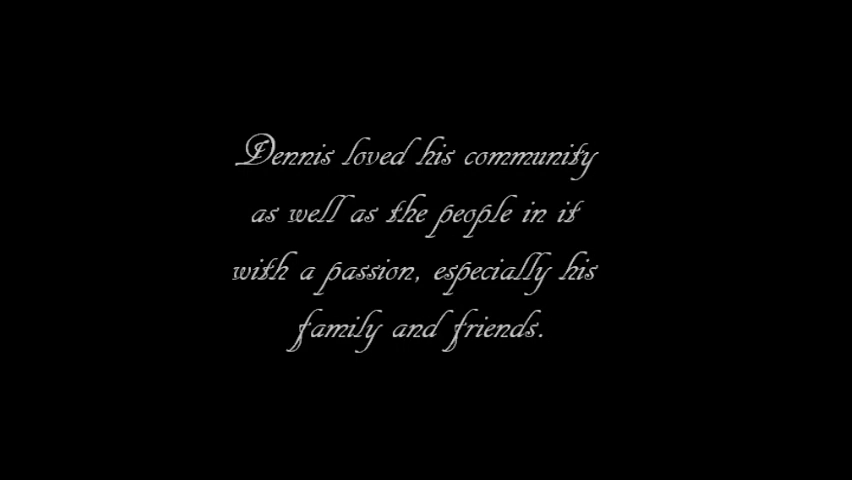 Dennis loved his community
as well as the people in it
with a passion, especially his
family and friends.